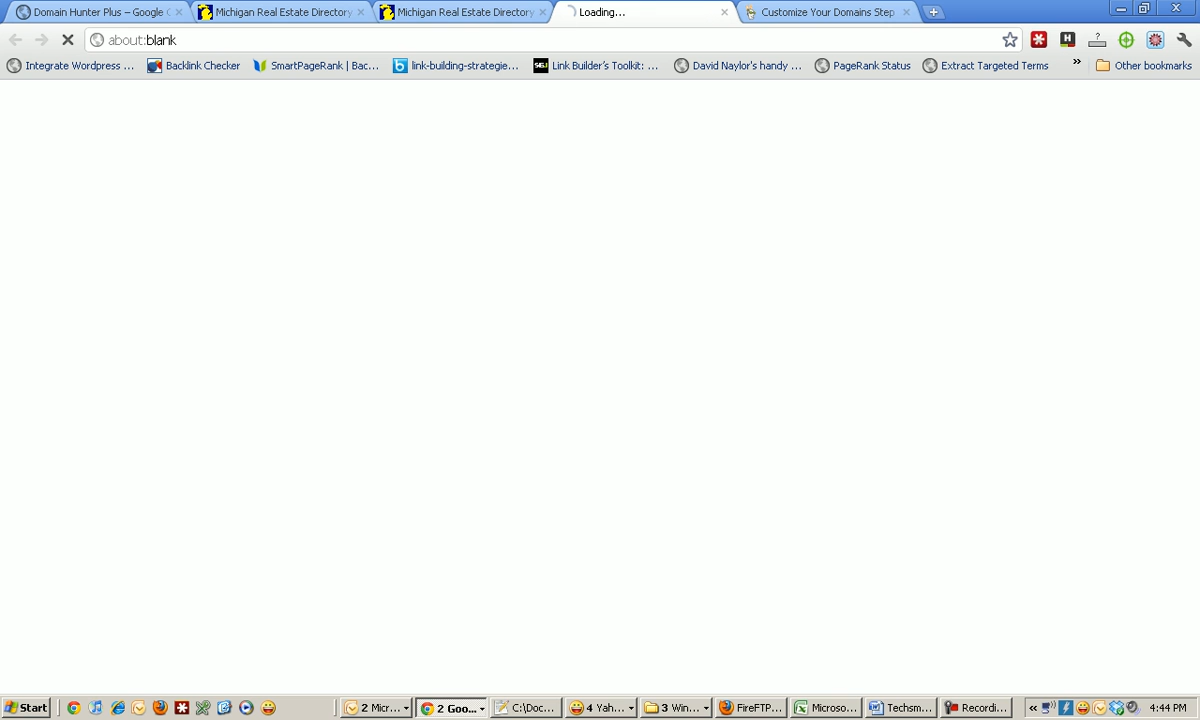 Domain Hunter Plus – Google C
Michigan Real Estate Directory
Michigan Real Estate Directory
Loading...
Customize Your Domains Step
about:blank
Integrate Wordpress ...
Backlink Checker
SmartPageRank | Bac...
link-building-strategie...
Link Builder's Toolkit: ...
David Naylor's handy ...
PageRank Status
Extract Targeted Terms
»
Other bookmarks
Start
2 Micr...
2 Goo...
C:\Doc...
4 Yah...
3 Win...
FireFTP...
Microso...
Techsm...
Recordi...
«
4:44 PM